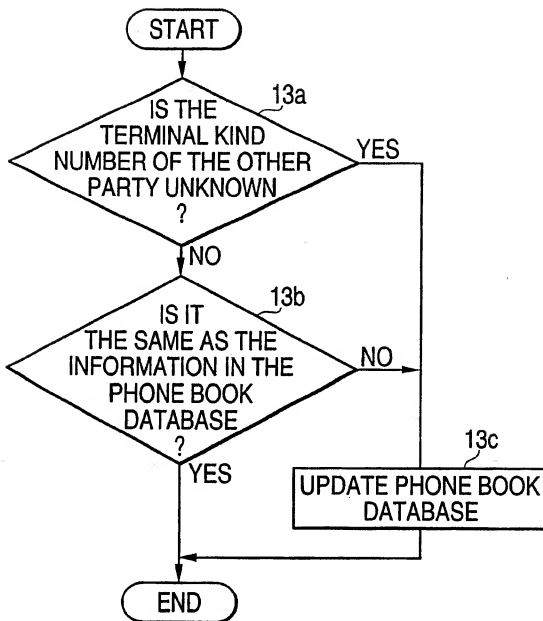 START
13a
IS THE
TERMINAL KIND
NUMBER OF THE OTHER
PARTY UNKNOWN
?
YES
NO
13b
IS IT
THE SAME AS THE
INFORMATION IN THE
PHONE BOOK
DATABASE
?
NO
YES
13c
UPDATE PHONE BOOK
DATABASE
END